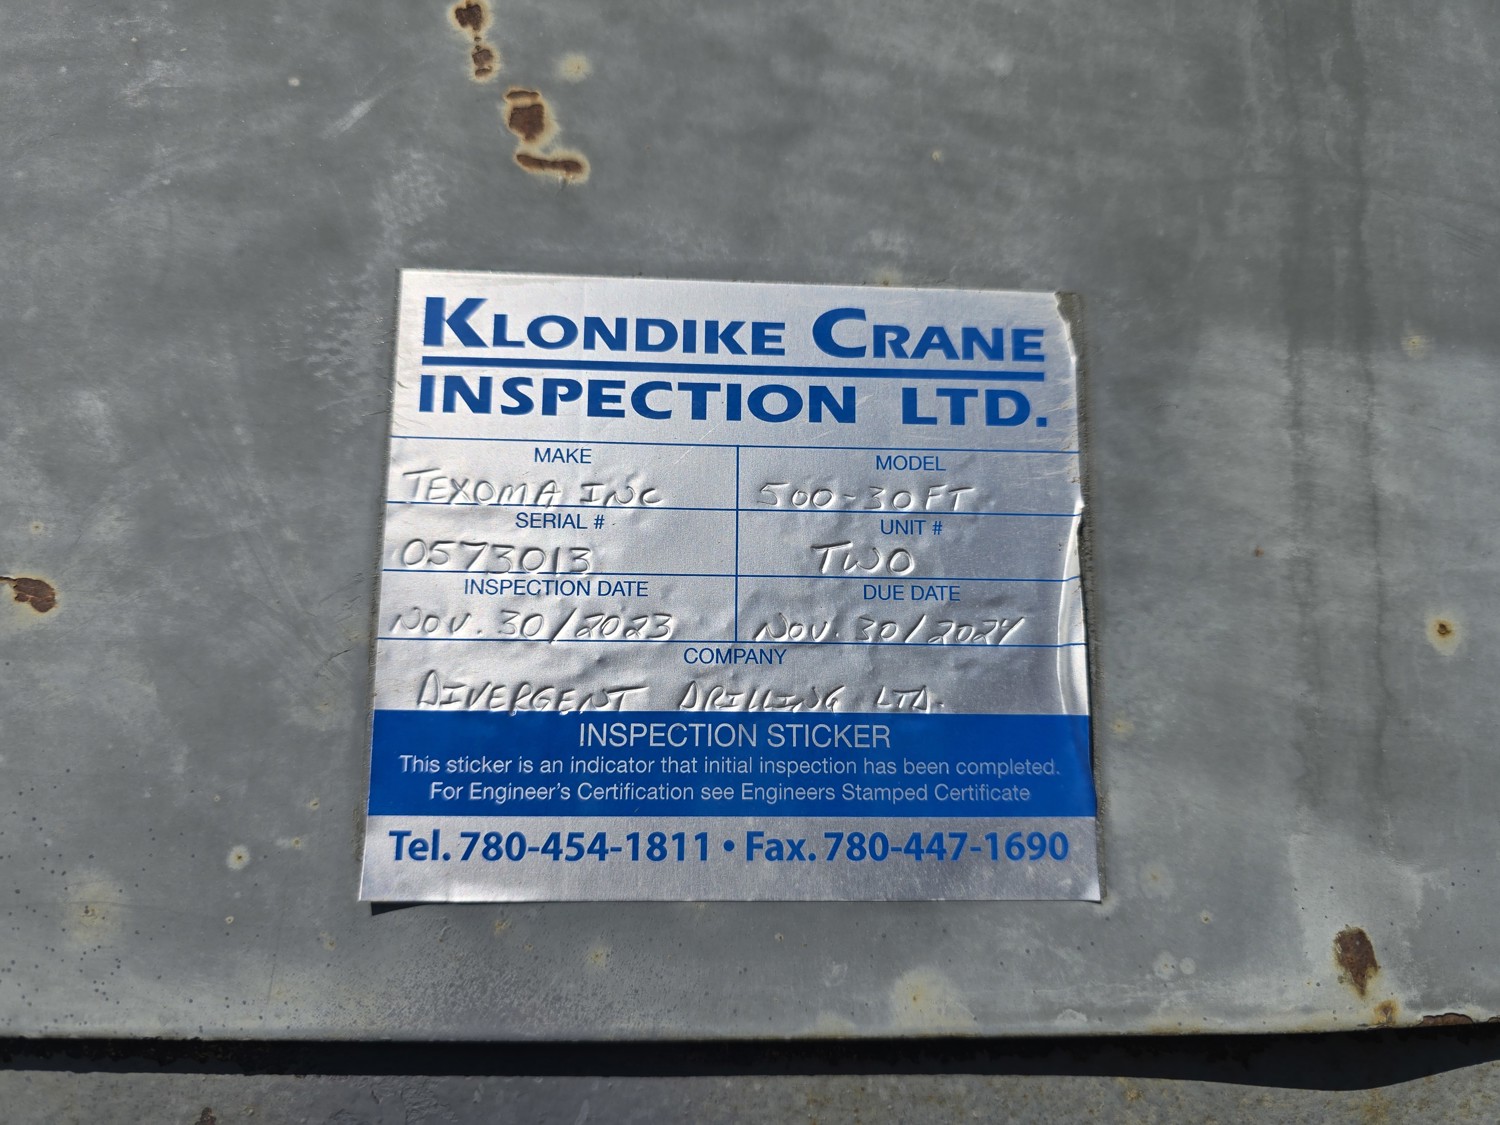 KLONDIKE CRANE
INSPECTION LTD.
MAKE MODEL
TEXOMA INC 500-30FT
SERIAL # UNIT #
0573013 TWO
INSPECTION DATE DUE DATE
NOV. 30/2023 NOV. 30/2024
COMPANY
DIVERGENT DRILLING LTD.
INSPECTION STICKER
This sticker is an indicator that initial inspection has been completed.
For Engineer's Certification see Engineers Stamped Certificate
Tel. 780-454-1811 • Fax. 780-447-1690